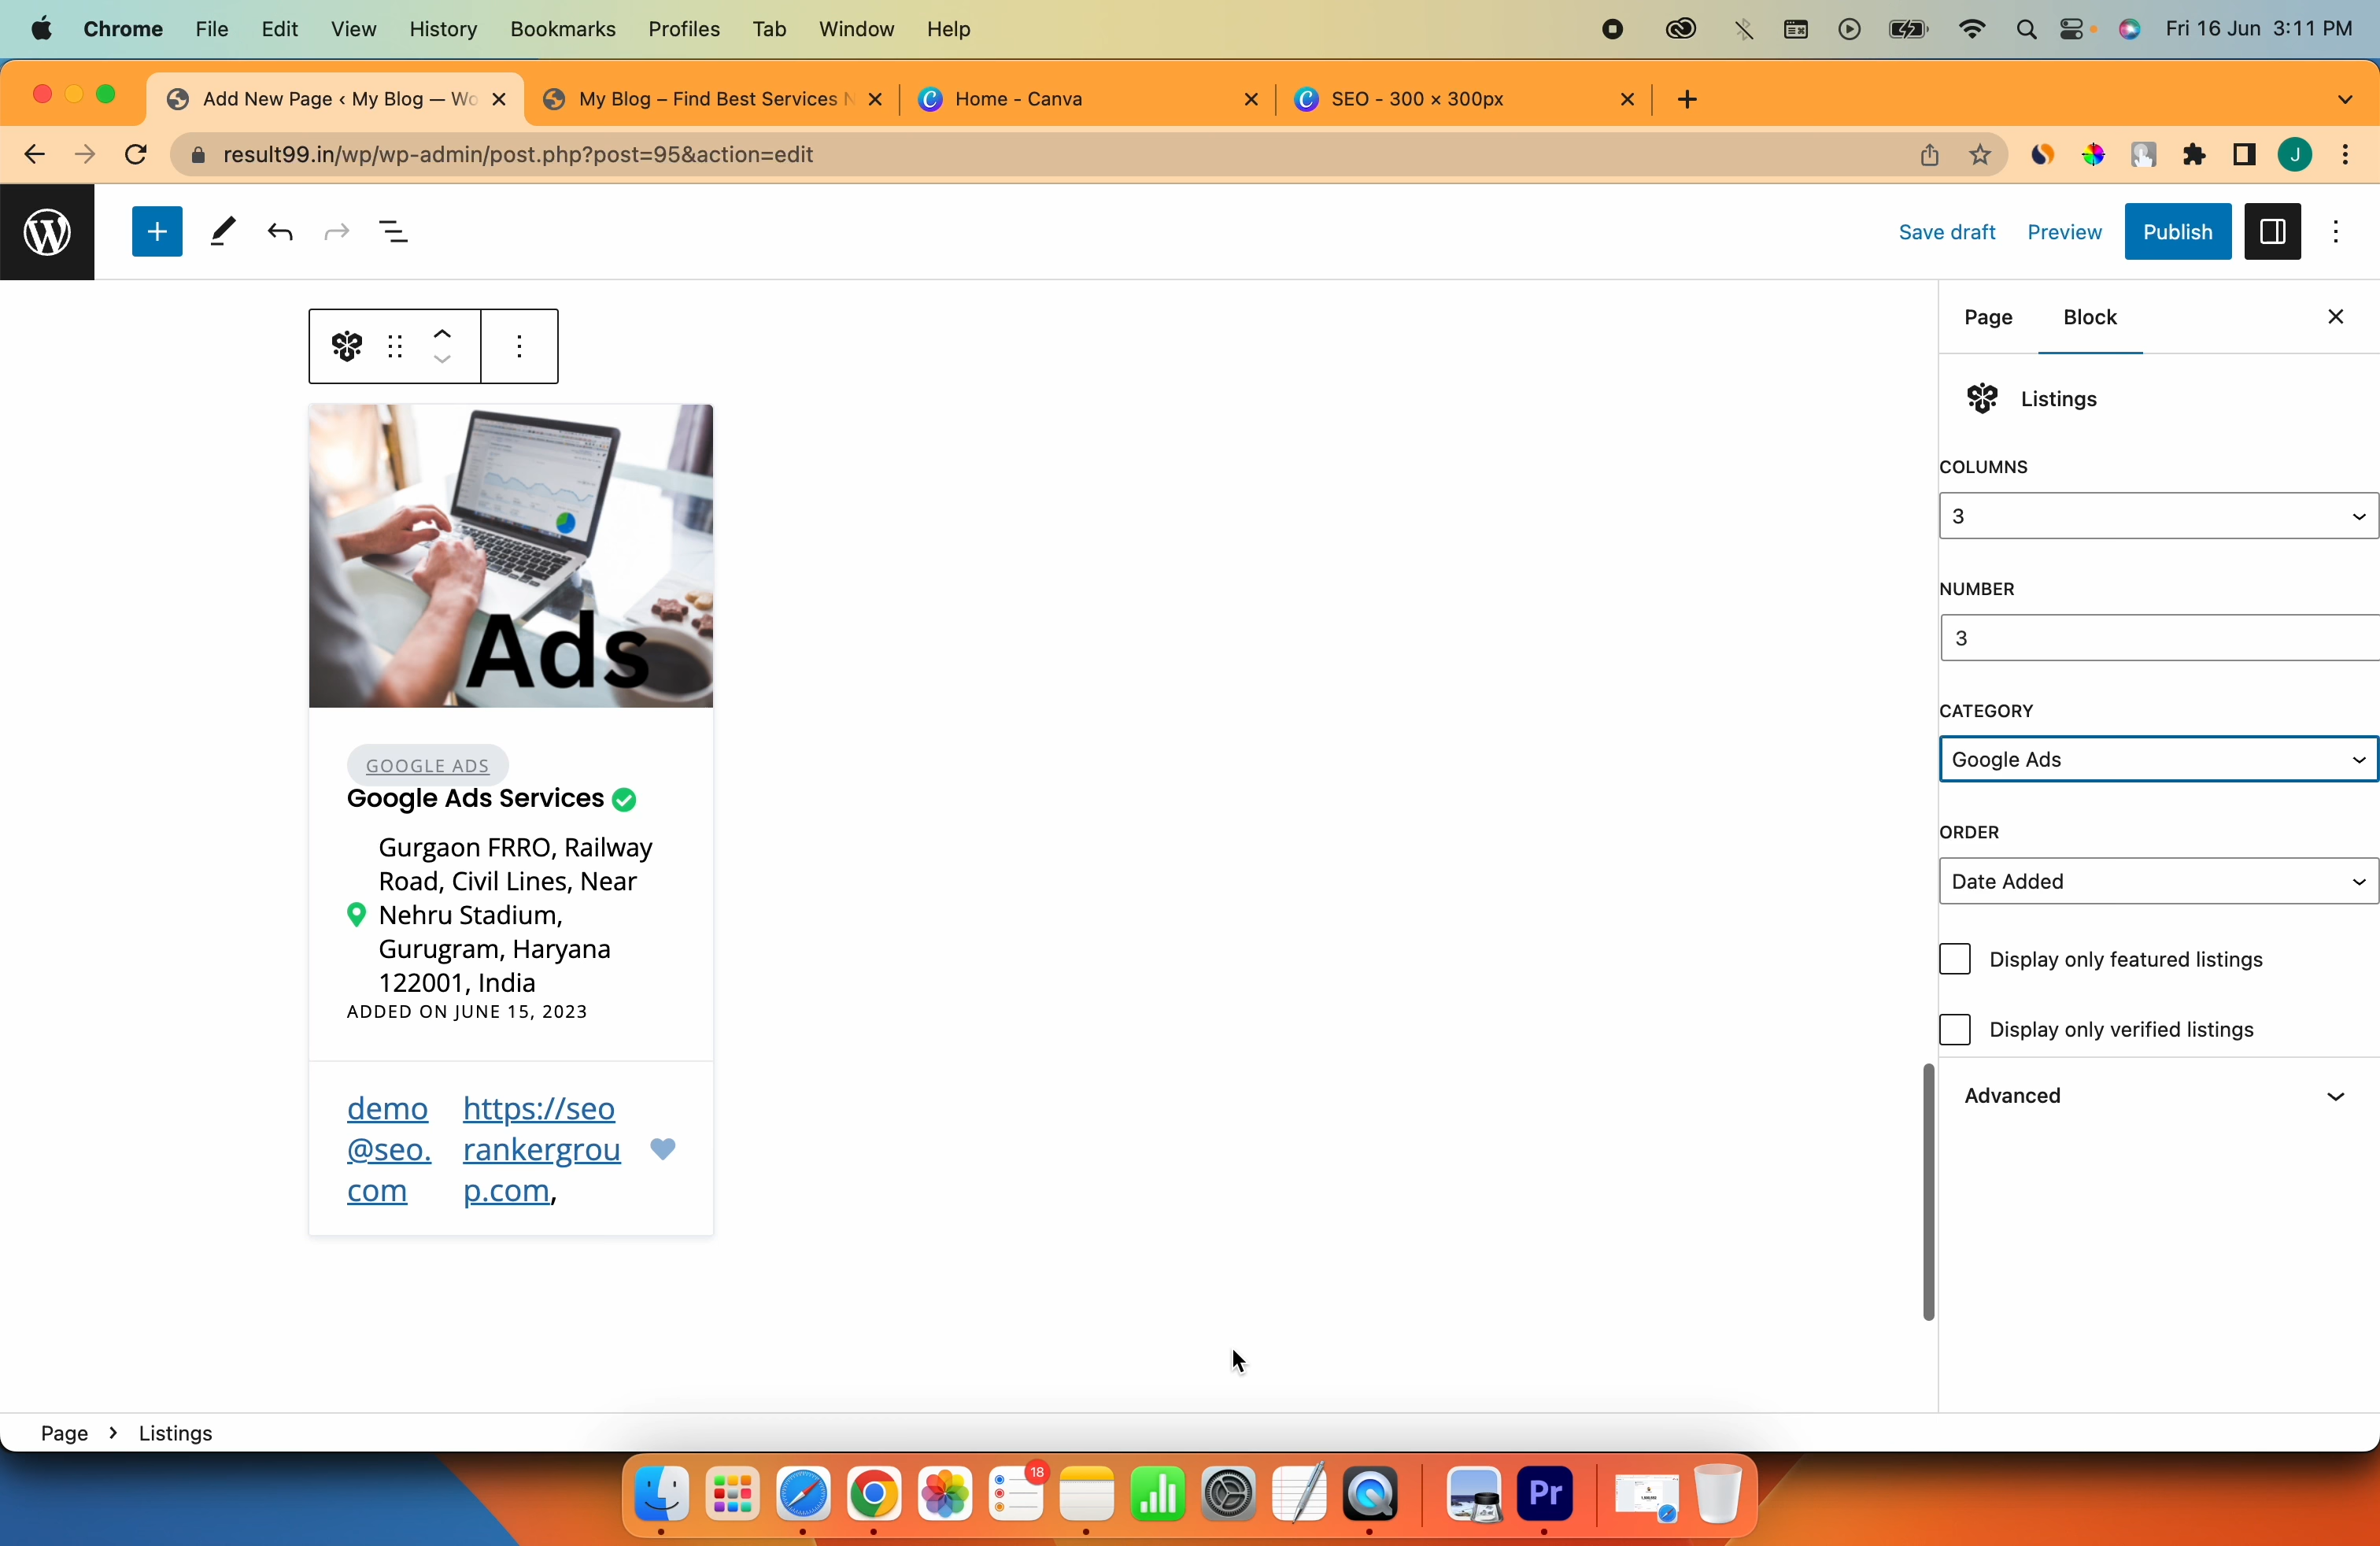 Chrome File Edit View History Bookmarks Profiles Tab Window Help Fri 16 Jun 3:11 PM
Add New Page ‹ My Blog — Wo My Blog – Find Best Services N Home - Canva SEO - 300 × 300px
result99.in/wp/wp-admin/post.php?post=95&action=edit J
Save draft Preview Publish
Page Block
Listings
COLUMNS
3
NUMBER
3
CATEGORY
Google Ads
ORDER
Date Added
Display only featured listings
Display only verified listings
Advanced
Ads
GOOGLE ADS
Google Ads Services
Gurgaon FRRO, Railway
Road, Civil Lines, Near
Nehru Stadium,
Gurugram, Haryana
122001, India
ADDED ON JUNE 15, 2023
demo https://seo
@seo. rankergrou
com p.com,
Page › Listings
18
Pr